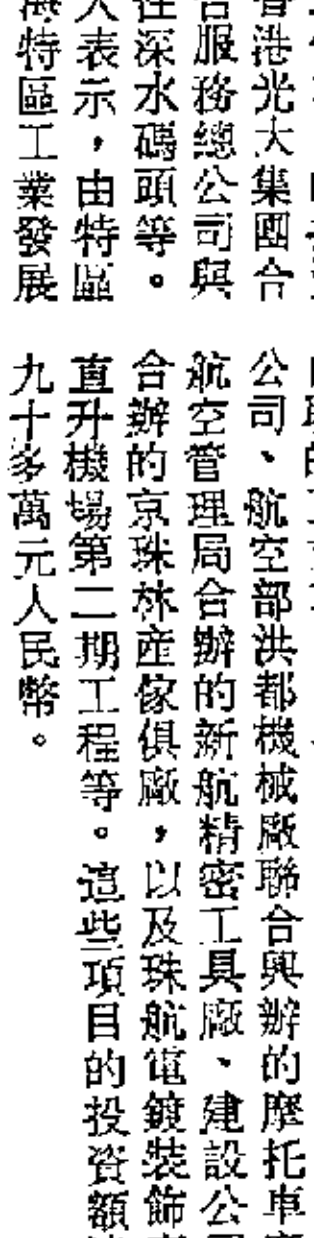 港光大集團合
服務總公司與
深水碼頭等。
人表示,由特區
特區工業發展
公司、航空部洪都機械廠聯合興辦的摩托車
航空管理局合辦的新航精密工具廠、建設公
合辦的京珠林產傢俱廠,以及珠航電鍍裝飾
直升機場第二期工程等。這些項目的投資額
九十多萬元人民幣。